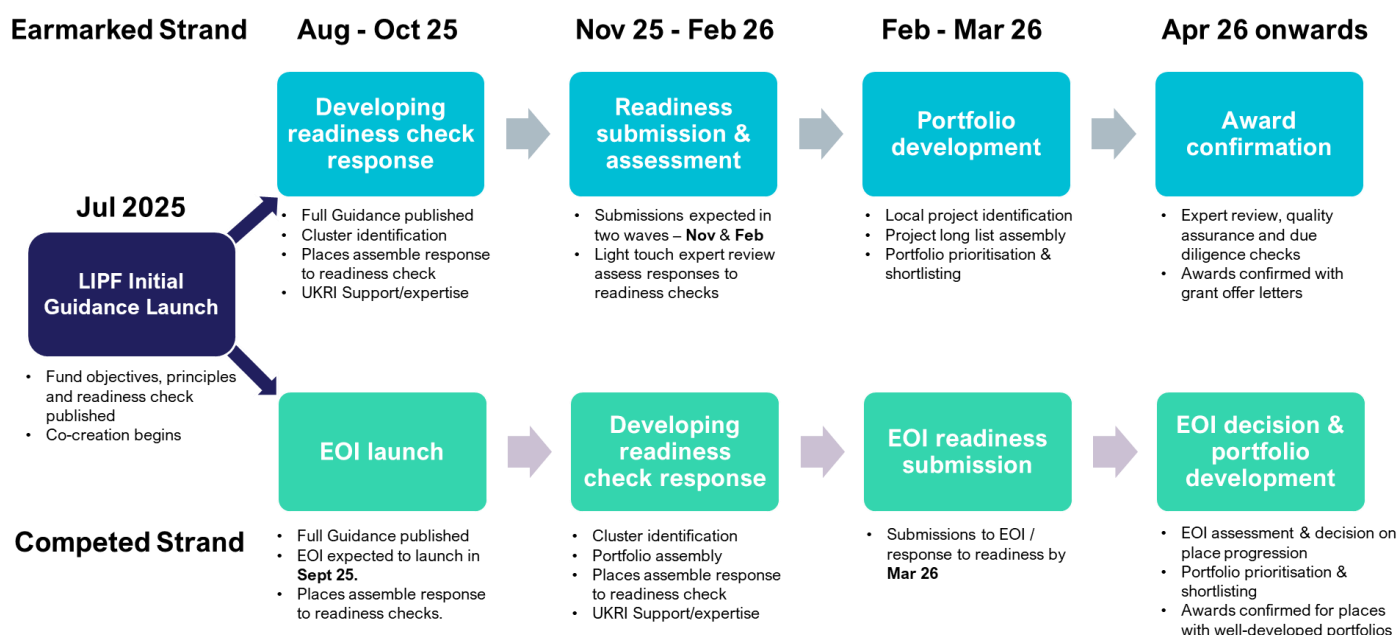 Earmarked Strand
Aug - Oct 25
Nov 25 - Feb 26
Feb - Mar 26
Apr 26 onwards
Jul 2025
LIPF Initial
Guidance Launch
• Fund objectives, principles
and readiness check
published
• Co-creation begins
Developing
readiness check
response
• Full Guidance published
• Cluster identification
• Places assemble response
to readiness check
• UKRI Support/expertise
Readiness
submission &
assessment
• Submissions expected in
two waves – Nov & Feb
• Light touch expert review
assess responses to
readiness checks
Portfolio
development
• Local project identification
• Project long list assembly
• Portfolio prioritisation &
shortlisting
Award
confirmation
• Expert review, quality
assurance and due
diligence checks
• Awards confirmed with
grant offer letters
Competed Strand
EOI launch
• Full Guidance published
• EOI expected to launch in
Sept 25.
• Places assemble response
to readiness checks.
Developing
readiness
check response
• Cluster identification
• Portfolio assembly
• Places assemble response
to readiness check
• UKRI Support/expertise
EOI readiness
submission
• Submissions to EOI /
response to readiness by
Mar 26
EOI decision &
portfolio
development
• EOI assessment & decision on
place progression
• Portfolio prioritisation &
shortlisting
• Awards confirmed for places
with well-developed portfolios